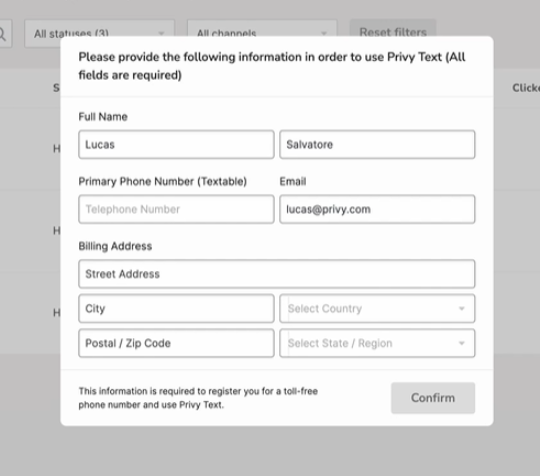 All statuses (3) All channels Reset filters
Please provide the following information in order to use Privy Text (All
fields are required)
S
Click
Full Name
Lucas Salvatore
H
Primary Phone Number (Textable) Email
Telephone Number lucas@privy.com
H
Billing Address
Street Address
City Select Country
H
Postal / Zip Code Select State / Region
This information is required to register you for a toll-free
phone number and use Privy Text.
Confirm